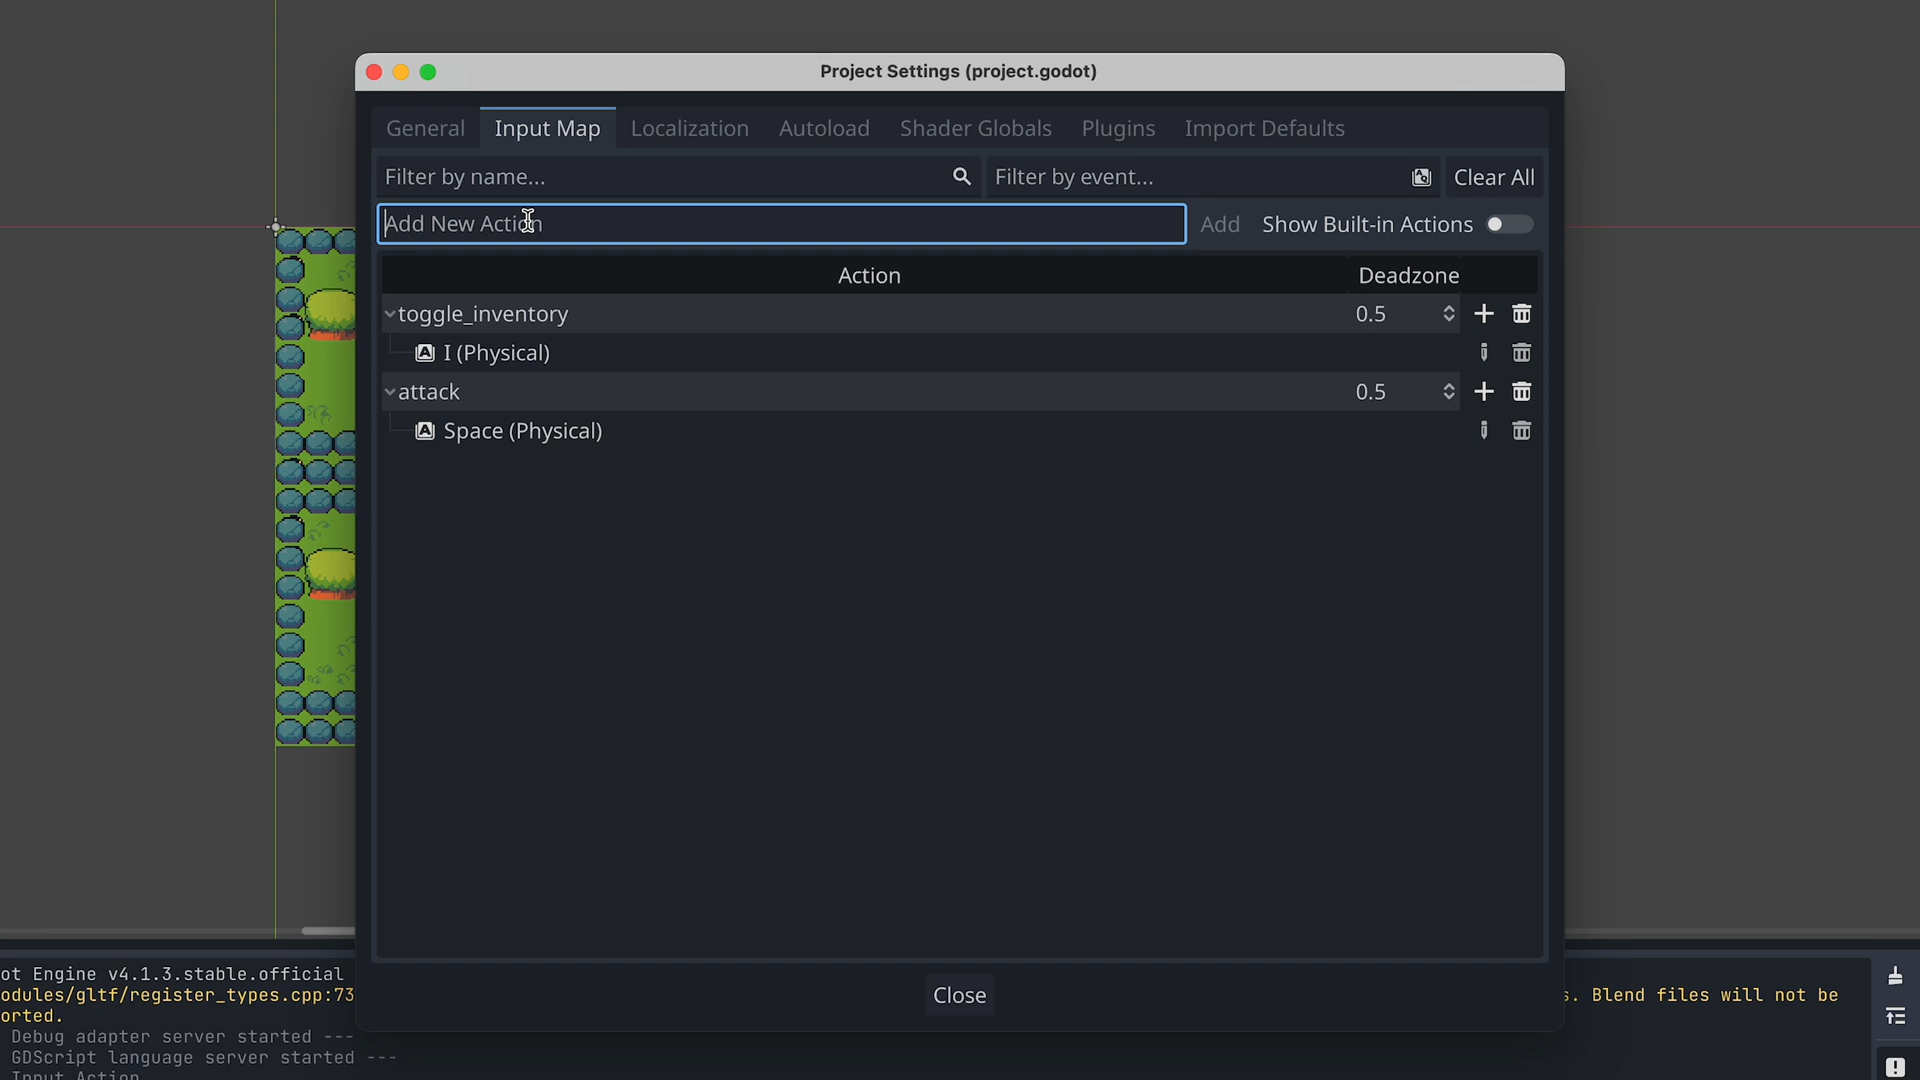 Project Settings (project.godot)
General Input Map Localization Autoload Shader Globals Plugins Import Defaults
Filter by name... Filter by event... Clear All
Add New Action Add Show Built-in Actions
Action Deadzone
toggle_inventory 0.5
I (Physical)
attack 0.5
Space (Physical)
Close
ot Engine v4.1.3.stable.official
odules/gltf/register_types.cpp:73 s. Blend files will not be
orted.
Debug adapter server started ---
GDScript language server started ---
Input Action